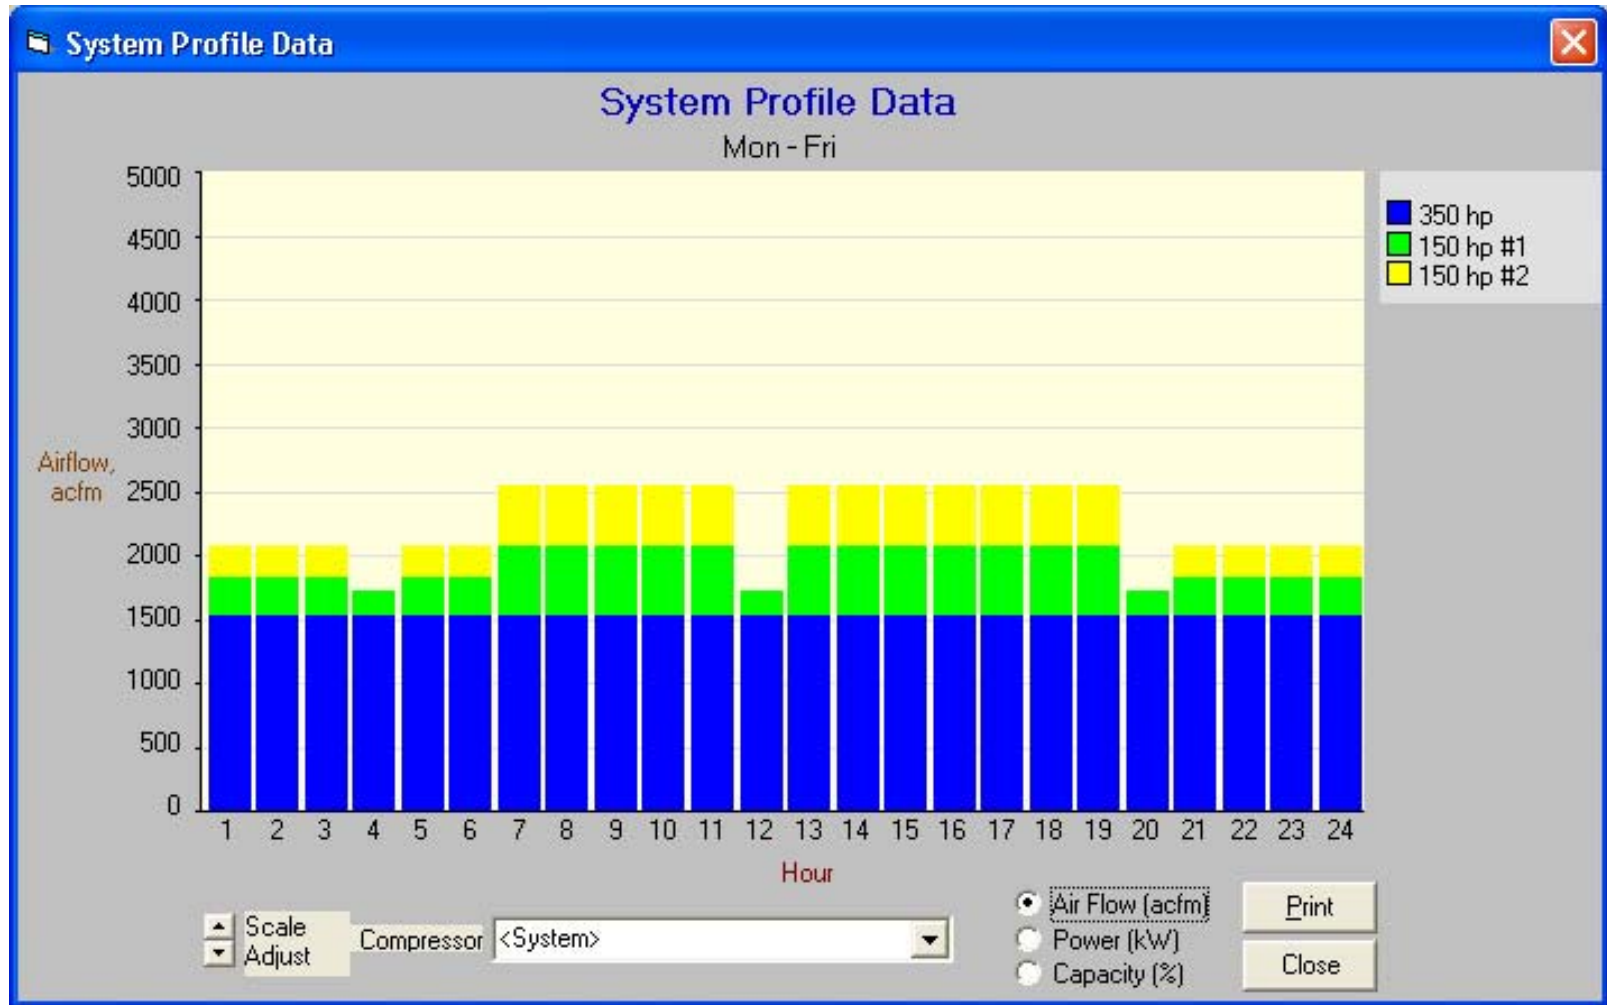 System Profile Data
System Profile Data
Mon - Fri
5000
4500
4000
3500
3000
2500
2000
1500
1000
500
0
Airflow,
acfm
350 hp
150 hp #1
150 hp #2
1 2 3 4 5 6 7 8 9 10 11 12 13 14 15 16 17 18 19 20 21 22 23 24
Hour
Scale
Adjust
Compressor <System>
Air Flow (acfm)
Power (kW)
Capacity (%)
Print
Close